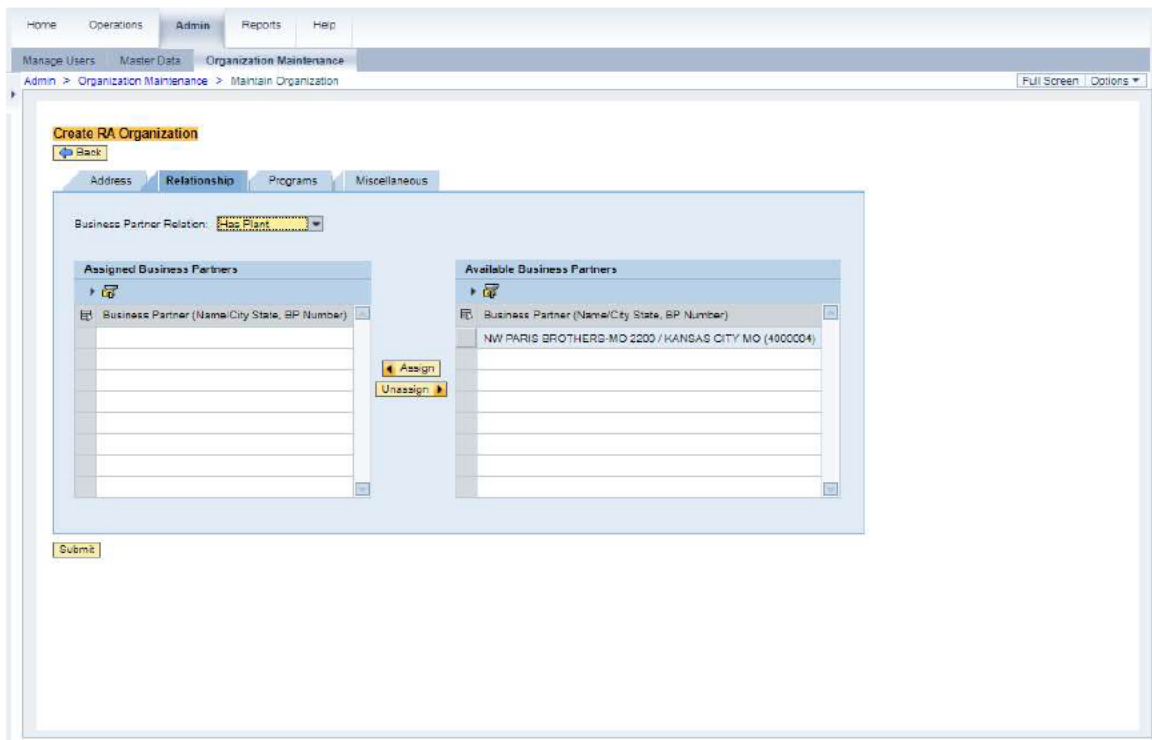 Home Operations Admin Reports Help
Manage Users Master Data Organization Maintenance
Admin > Organization Maintenance > Maintain Organization Full Screen Options
Create RA Organization
Back
Address Relationship Programs Miscellaneous
Business Partner Relation: Has Plant
Assigned Business Partners Available Business Partners
Business Partner (Name/City State, BP Number) Business Partner (Name/City State, BP Number)
NW PARIS BROTHERS-MO 2200 / KANSAS CITY MO (4000004)
Assign
Unassign
Submit